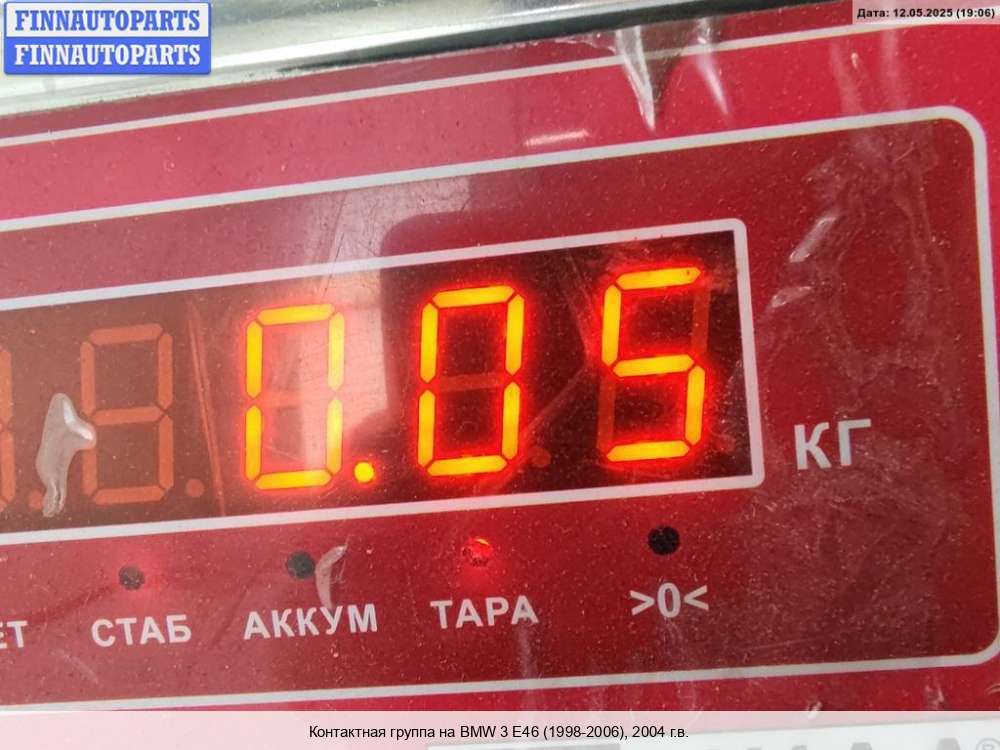 FINNAUTOPARTS
FINNAUTOPARTS
Дата: 12.05.2025 (19:06)
0.05
КГ
СТАБ АККУМ ТАРА >0<
Контактная группа на BMW 3 E46 (1998-2006), 2004 г.в.